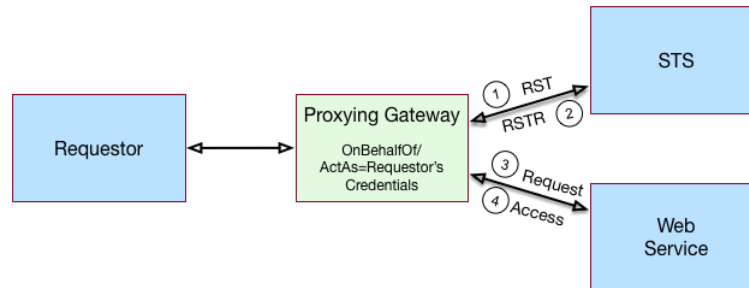 Requestor
Proxying Gateway
OnBehalfOf/
ActAs=Requestor's
Credentials
1 RST
RSTR 2
STS
3 Request
4 Access
Web
Service